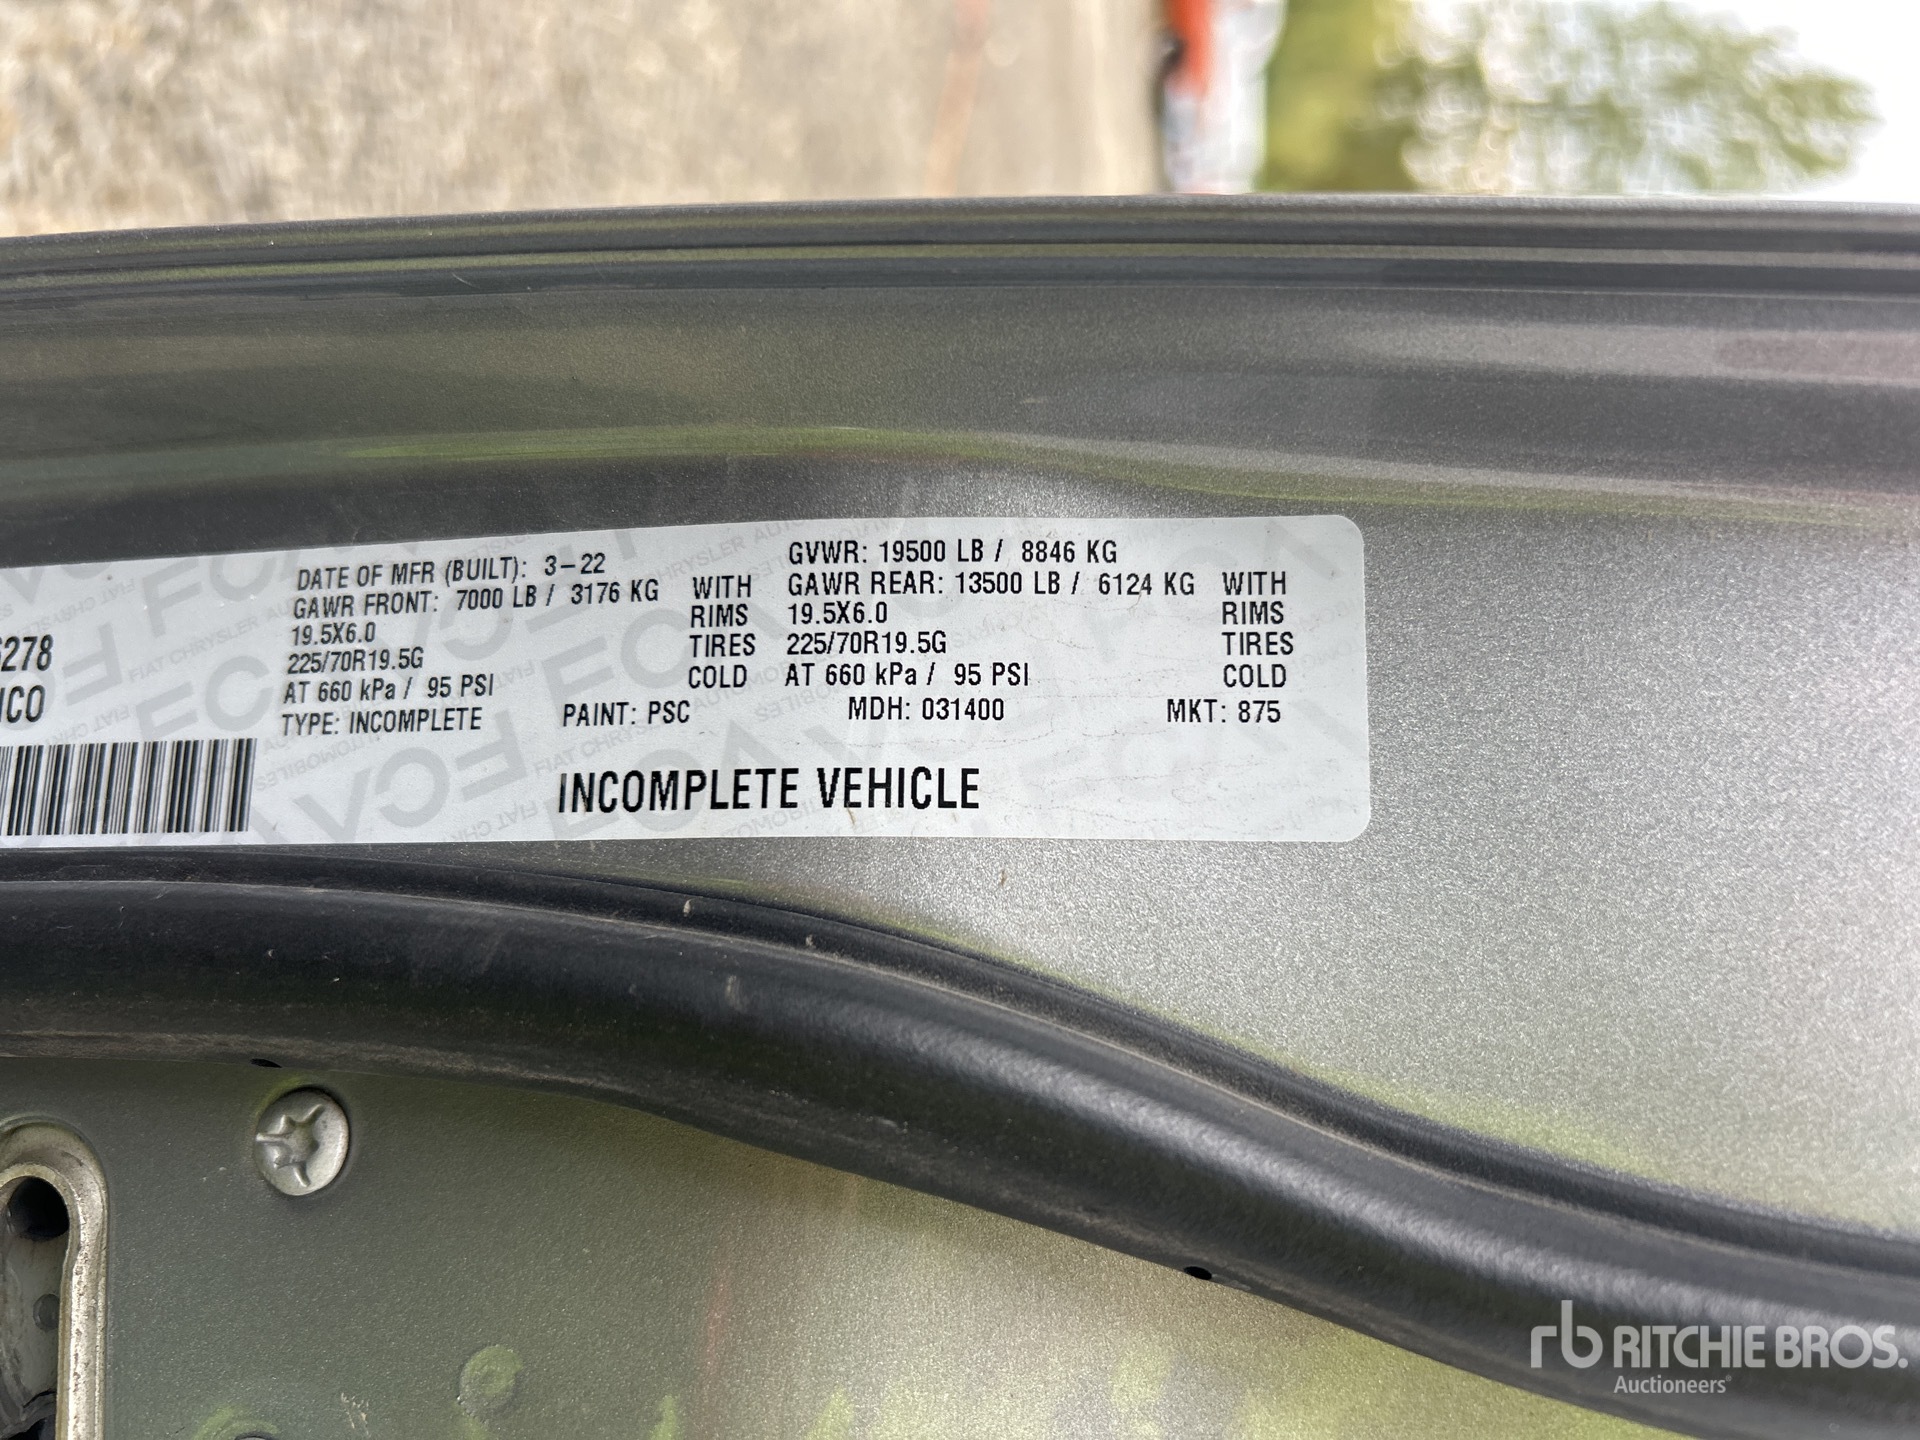 DATE OF MFR (BUILT): 3-22 GVWR: 19500 LB / 8846 KG
GAWR FRONT: 7000 LB / 3176 KG WITH GAWR REAR: 13500 LB / 6124 KG WITH
19.5X6.0 RIMS 19.5X6.0 RIMS
225/70R19.5G TIRES 225/70R19.5G TIRES
AT 660 kPa / 95 PSI COLD AT 660 kPa / 95 PSI COLD
TYPE: INCOMPLETE PAINT: PSC MDH: 031400 MKT: 875
278
ICO
INCOMPLETE VEHICLE
rb RITCHIE BROS.
Auctioneers